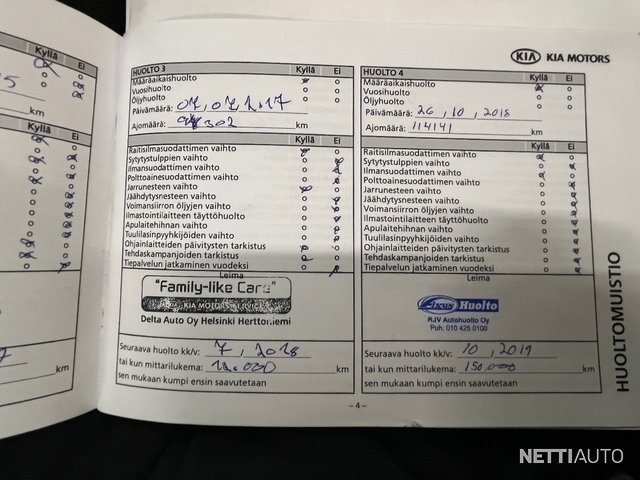 Kyllä Ei
km
Kyllä Ei
km
KIA KIA MOTORS
HUOLTO 3 Kyllä Ei
Määräaikaishuolto
Vuosihuolto
Öljyhuolto
Päivämäärä:
Ajomäärä: km
Kyllä Ei
Raitisilmasuodattimen vaihto
Sytytystulppien vaihto
Ilmansuodattimen vaihto
Polttoainesuodattimen vaihto
Jarrunesteen vaihto
Jäähdytysnesteen vaihto
Voimansiirron öljyjen vaihto
Ilmastointilaitteen täyttöhuolto
Apulaitehihnan vaihto
Tuulilasinpyyhkijöiden vaihto
Ohjainlaitteiden päivitysten tarkistus
Tehdaskampanjoiden tarkistus
Tiepalvelun jatkaminen vuodeksi
Leima
"Family-like Care"
KIA MOTORS SERVICE
Delta Auto Oy Helsinki Herttoniemi
Seuraava huolto kk/v: 7, 2018
tai kun mittarilukema: km
sen mukaan kumpi ensin saavutetaan
HUOLTO 4 Kyllä Ei
Määräaikaishuolto
Vuosihuolto
Öljyhuolto
Päivämäärä: 26, 10, 2018
Ajomäärä: 114141 km
Kyllä Ei
Raitisilmasuodattimen vaihto
Sytytystulppien vaihto
Ilmansuodattimen vaihto
Polttoainesuodattimen vaihto
Jarrunesteen vaihto
Jäähdytysnesteen vaihto
Voimansiirron öljyjen vaihto
Ilmastointilaitteen täyttöhuolto
Apulaitehihnan vaihto
Tuulilasinpyyhkijöiden vaihto
Ohjainlaitteiden päivitysten tarkistus
Tehdaskampanjoiden tarkistus
Tiepalvelun jatkaminen vuodeksi
Leima
Huolto
RJV Autohuolto Oy
Puh. 010 425 0100
Seuraava huolto kk/v: 10, 2019
tai kun mittarilukema: 150.000 km
sen mukaan kumpi ensin saavutetaan
- 4 -
HUOLTOMUISTIO
NETTIAUTO